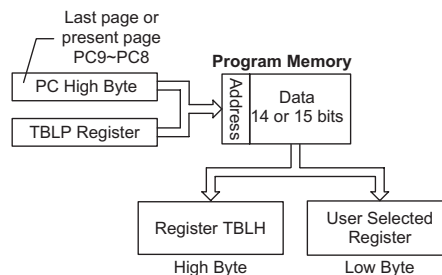 Last page or
present page
PC9~PC8
Program Memory
PC High Byte
TBLP Register
Address
Data
14 or 15 bits
Register TBLH
User Selected
Register
High Byte
Low Byte